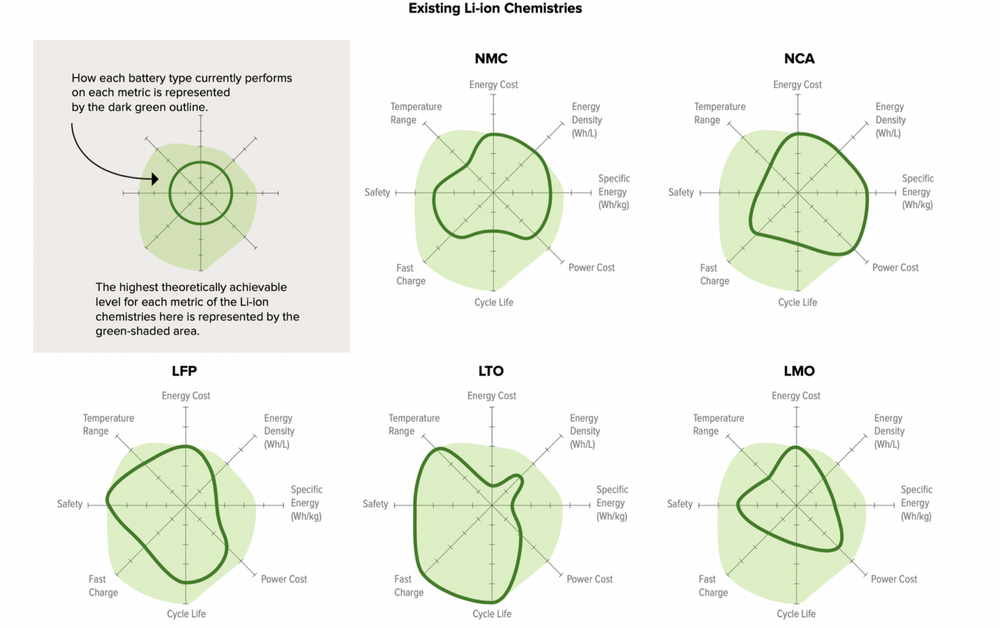 Existing Li-ion Chemistries
How each battery type currently performs
on each metric is represented
by the dark green outline.
The highest theoretically achievable
level for each metric of the Li-ion
chemistries here is represented by the
green-shaded area.
NMC
Energy Cost
Temperature
Range
Energy
Density
(Wh/L)
Safety
Specific
Energy
(Wh/kg)
Fast
Charge
Power Cost
Cycle Life
NCA
Energy Cost
Temperature
Range
Energy
Density
(Wh/L)
Safety
Specific
Energy
(Wh/kg)
Fast
Charge
Power Cost
Cycle Life
LFP
Energy Cost
Temperature
Range
Energy
Density
(Wh/L)
Safety
Specific
Energy
(Wh/kg)
Fast
Charge
Power Cost
Cycle Life
LTO
Energy Cost
Temperature
Range
Energy
Density
(Wh/L)
Safety
Specific
Energy
(Wh/kg)
Fast
Charge
Power Cost
Cycle Life
LMO
Energy Cost
Temperature
Range
Energy
Density
(Wh/L)
Safety
Specific
Energy
(Wh/kg)
Fast
Charge
Power Cost
Cycle Life